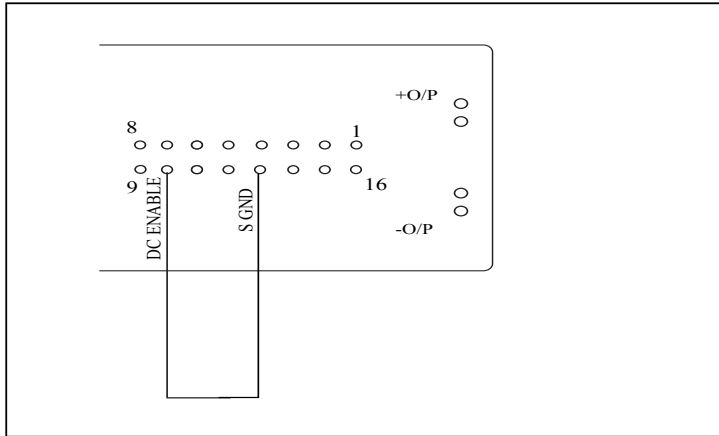 +O/P
8
1
9
16
DC ENABLE
S GND
-O/P